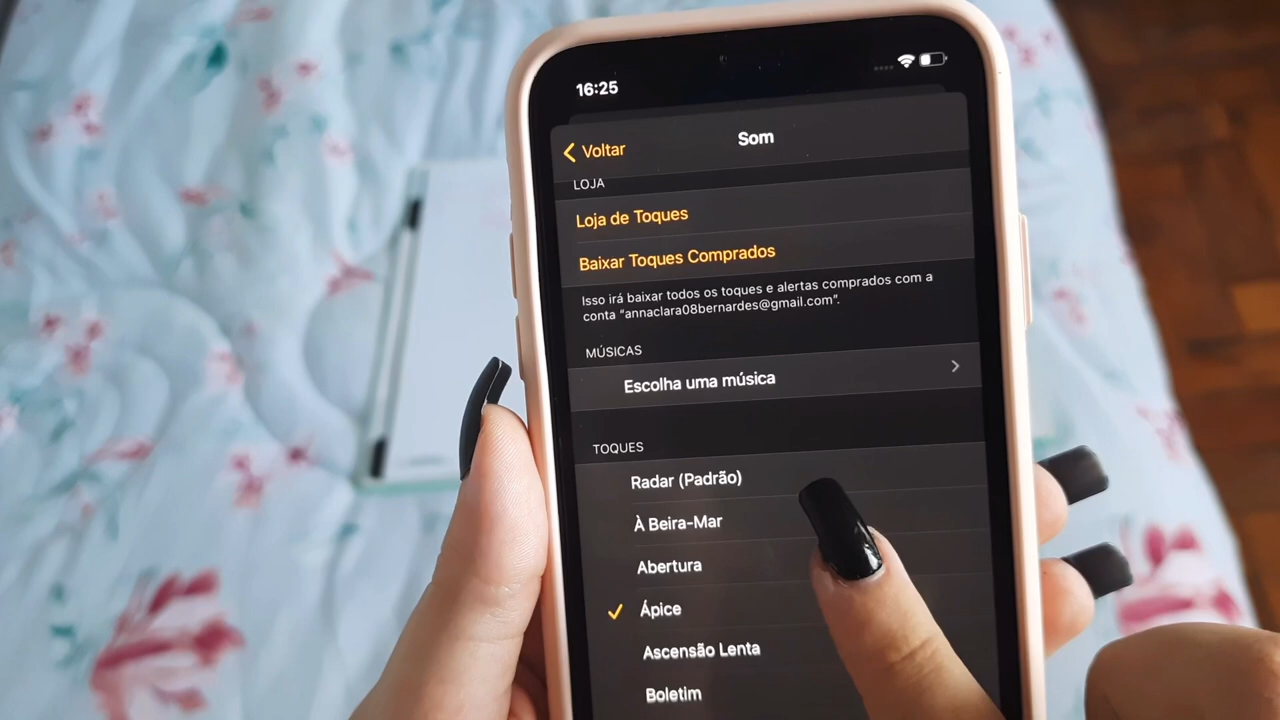 16:25
Voltar
Som
LOJA
Loja de Toques
Baixar Toques Comprados
Isso irá baixar todos os toques e alertas comprados com a
conta “annaclara08bernardes@gmail.com”.
MÚSICAS
Escolha uma música
TOQUES
Radar (Padrão)
À Beira-Mar
Abertura
Ápice
Ascensão Lenta
Boletim